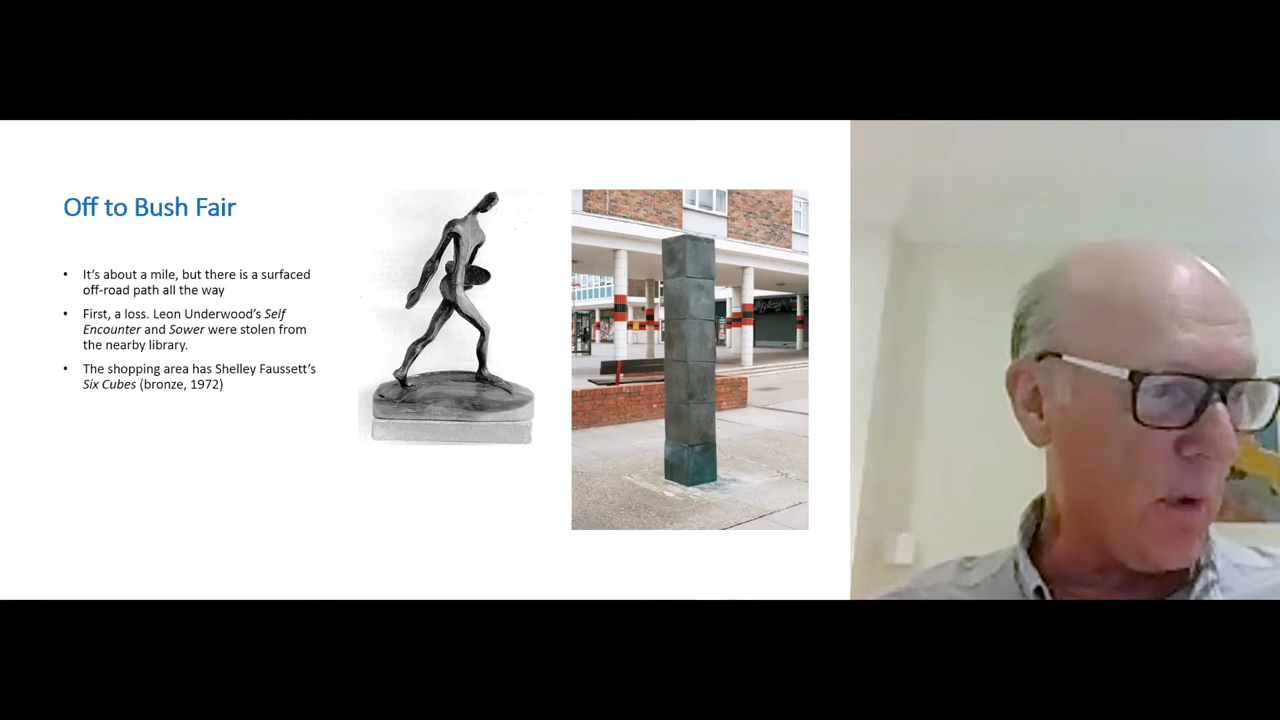 Off to Bush Fair
• It's about a mile, but there is a surfaced
off-road path all the way
• First, a loss. Leon Underwood's Self
Encounter and Sower were stolen from
the nearby library.
• The shopping area has Shelley Faussett's
Six Cubes (bronze, 1972)